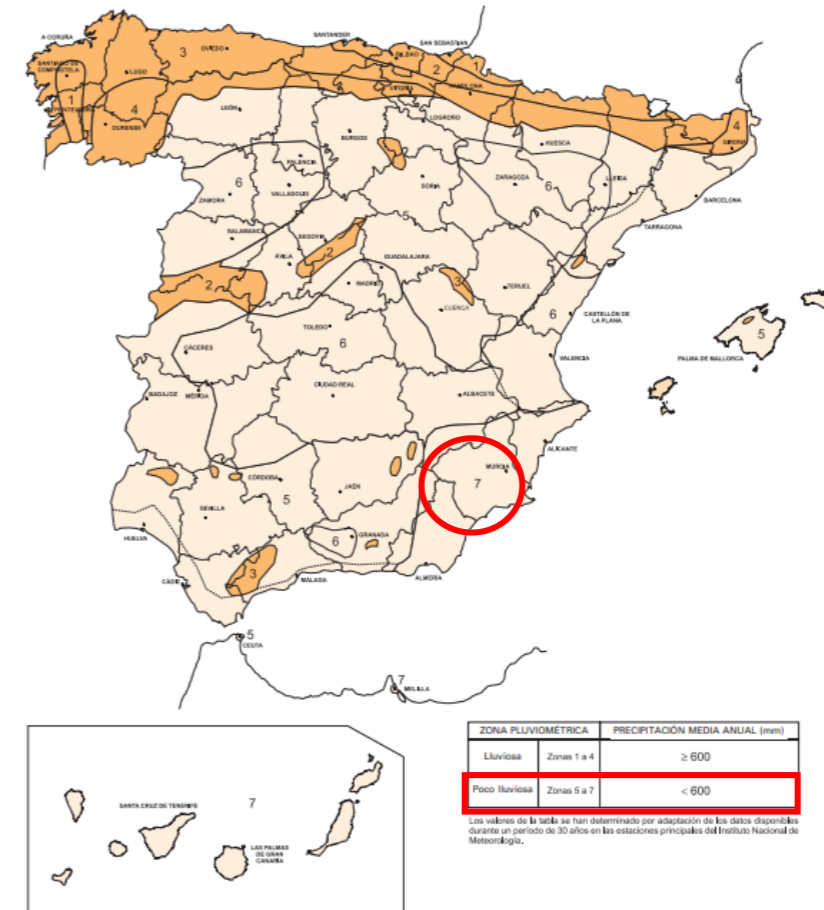 A CORUÑA
SANTANDER
SAN SEBASTIAN
3
OVIEDO
BILBAO
SANTIAGO DE
COMPOSTELA
LUGO
2
VITORIA
PAMPLONA
1
4
PONTEVEDRA
OURENSE
LEÓN
BURGOS
LOGROÑO
HUESCA
4
GIRONA
PALENCIA
6
ZAMORA
VALLADOLID
SORIA
ZARAGOZA
6
LLEIDA
BARCELONA
5
TARRAGONA
SALAMANCA
SEGOVIA
2
ÁVILA
GUADALAJARA
2
MADRID
3
TERUEL
CUENCA
6
CASTELLÓN DE
LA PLANA
5
PALMA DE MALLORCA
TOLEDO
6
CÁCERES
VALENCIA
CIUDAD REAL
BADAJOZ
MÉRIDA
ALBACETE
ALICANTE
MURCIA
7
CÓRDOBA
JAÉN
5
SEVILLA
HUELVA
6
GRANADA
3
CÁDIZ
MÁLAGA
ALMERÍA
5
CEUTA
7
MELILLA
ZONA PLUVIOMÉTRICA PRECIPITACIÓN MEDIA ANUAL (mm)
Lluviosa Zonas 1 a 4 ≥ 600
Poco lluviosa Zonas 5 a 7 < 600
Los valores de la tabla se han determinado por adaptación de los datos disponibles
durante un período de 30 años en las estaciones principales del Instituto Nacional de
Meteorología.
SANTA CRUZ DE TENERIFE
7
LAS PALMAS
DE GRAN
CANARIA